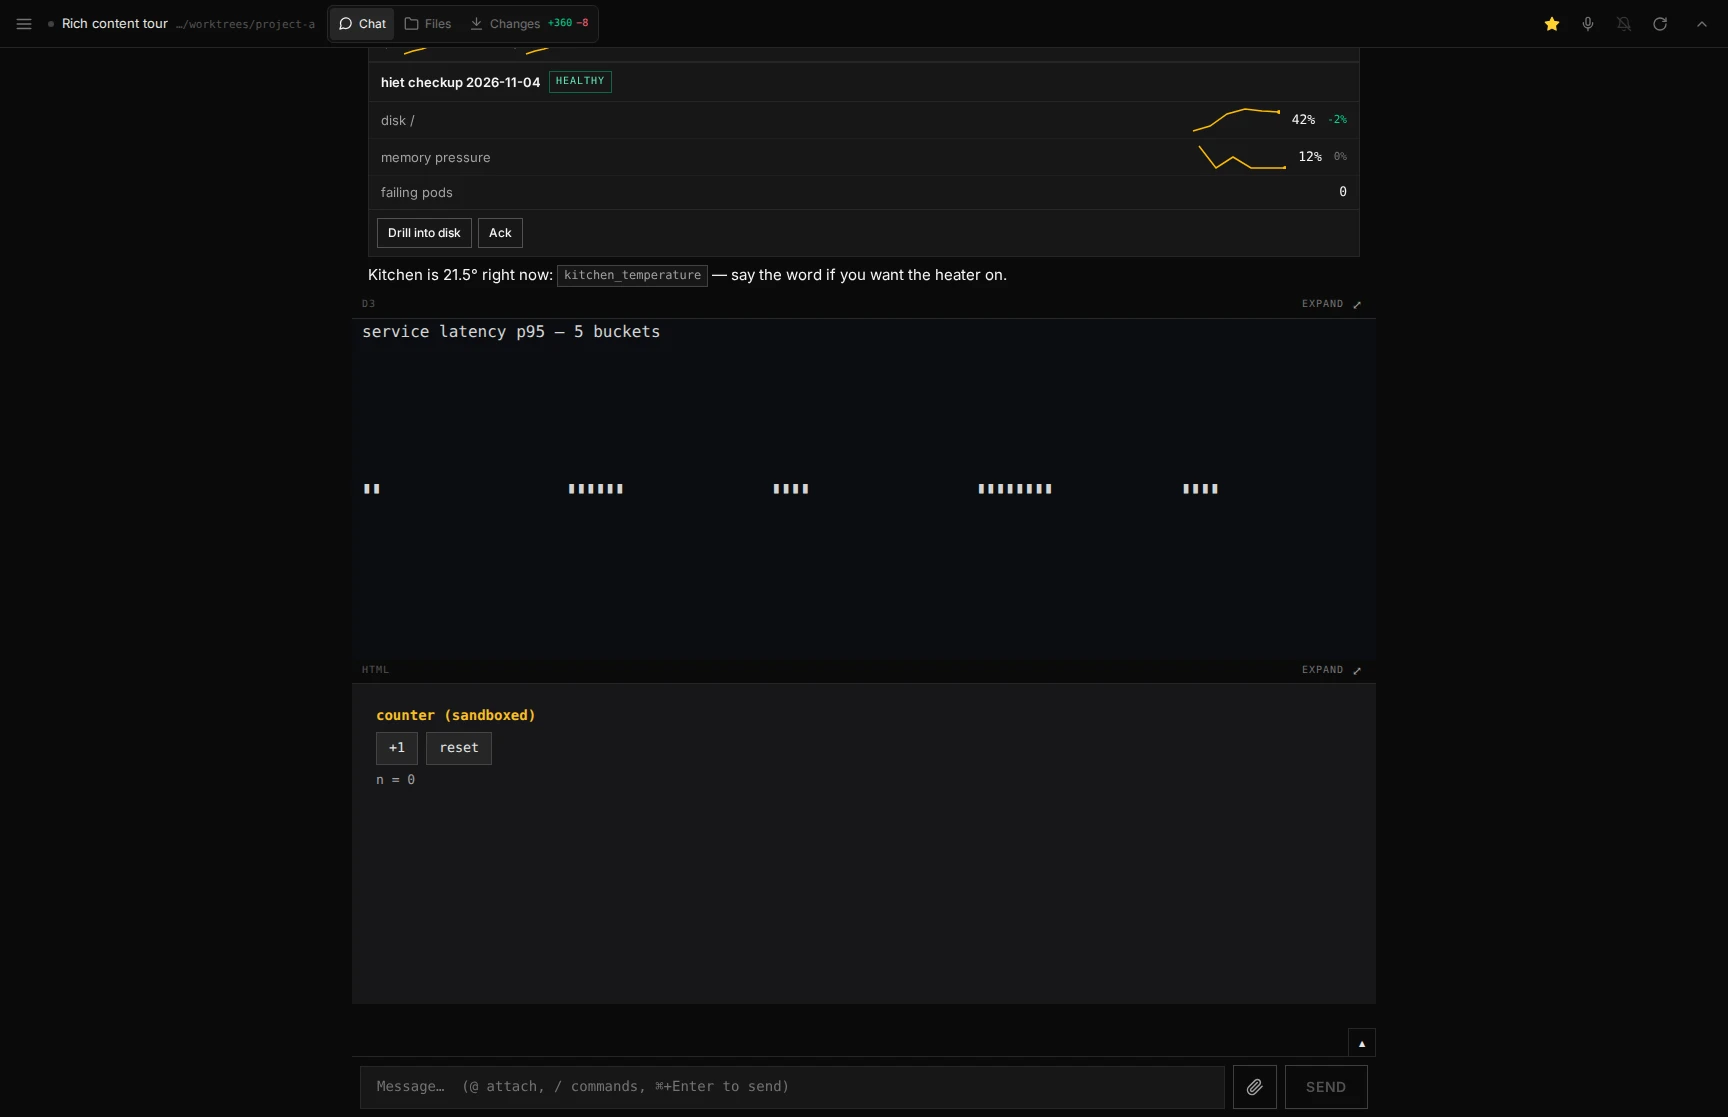 Rich content tour …/worktrees/project-a Chat Files Changes +360 −8
hiet checkup 2026-11-04 HEALTHY
disk / 42% -2%
memory pressure 12% 0%
failing pods 0
Drill into disk Ack
Kitchen is 21.5° right now: kitchen_temperature — say the word if you want the heater on.
D3 EXPAND
service latency p95 — 5 buckets
HTML EXPAND
counter (sandboxed)
+1 reset
n = 0
Message… (@ attach, / commands, ⌘+Enter to send) SEND